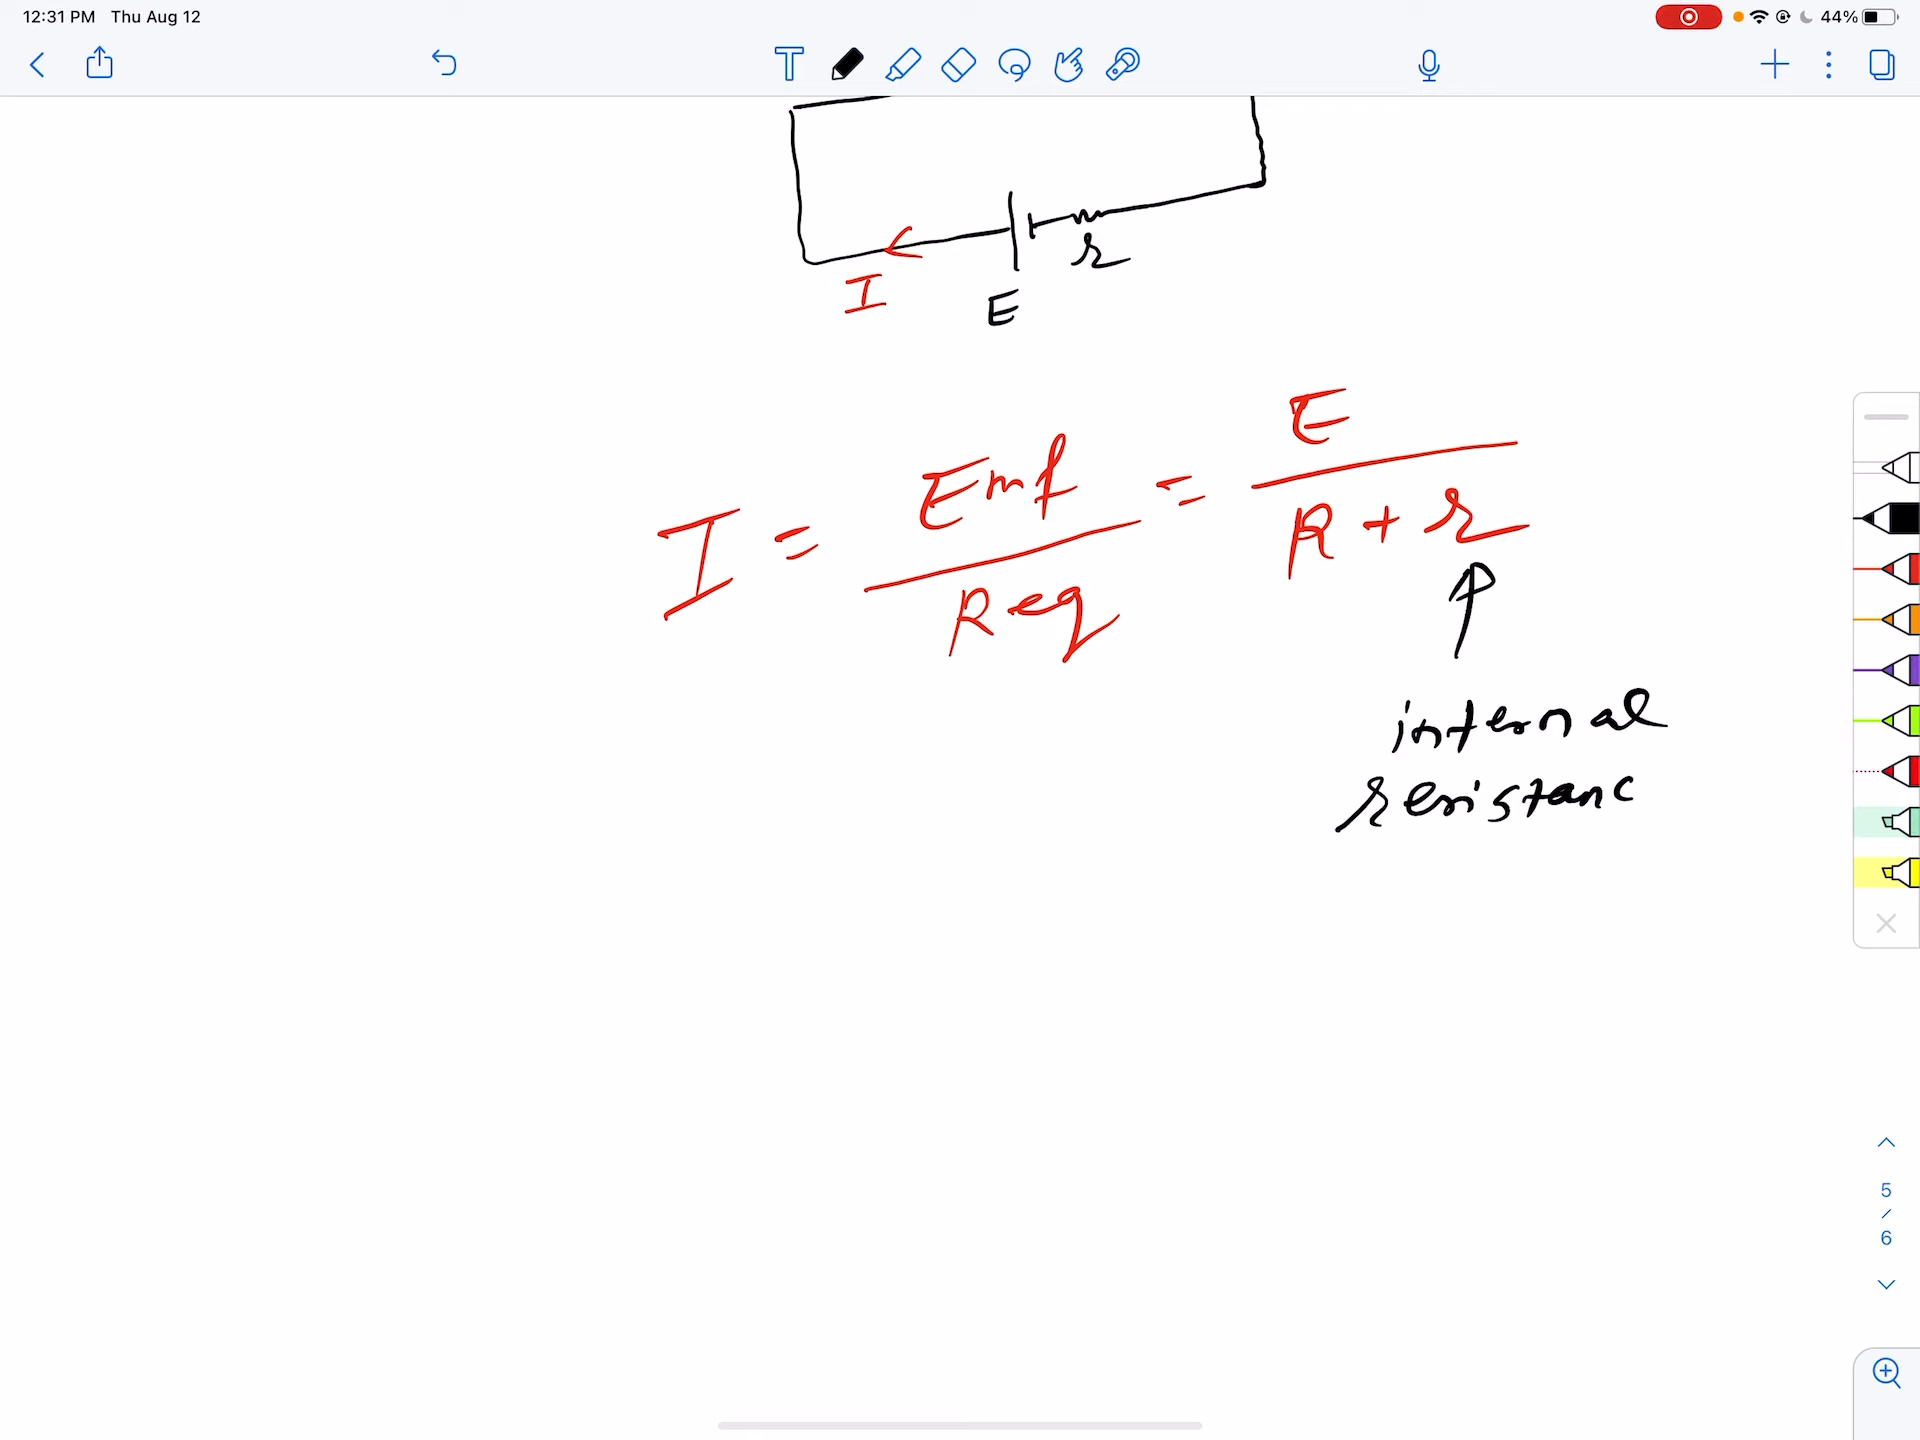 12:31 PM Thu Aug 12
44%
T
r
I
E
I = Emf / Req = E / R + r
internal
resistanc
5
/
6